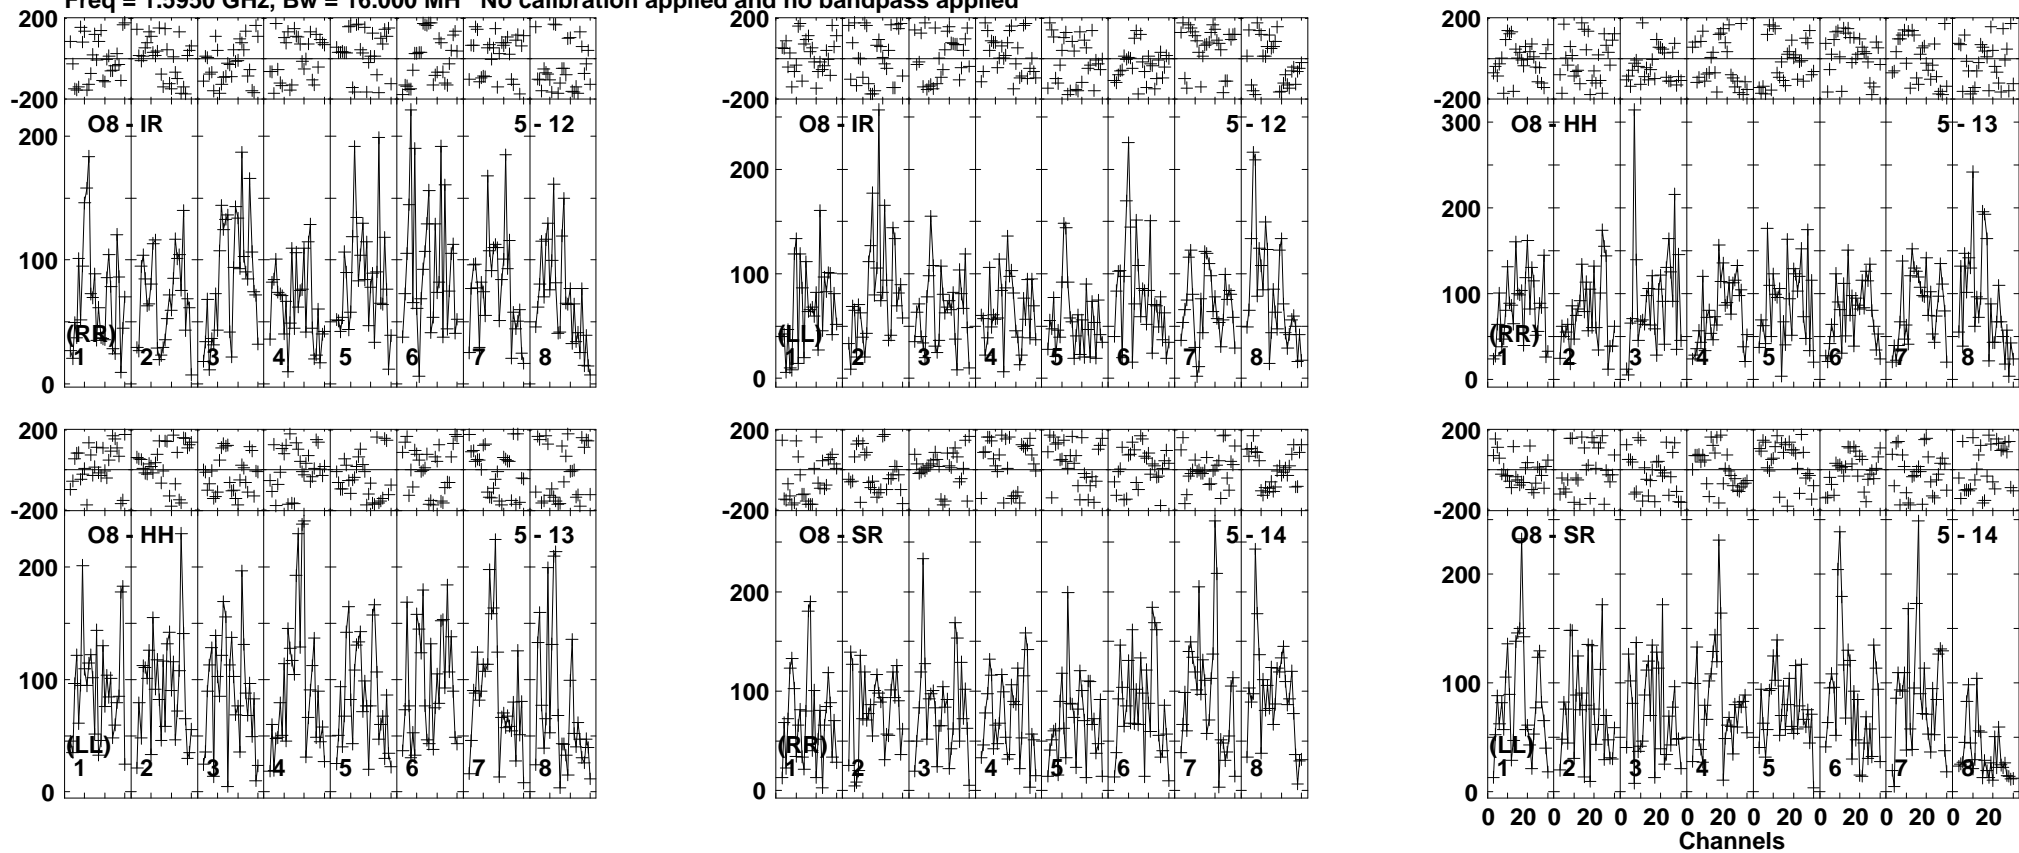 Freq = 1.5950 GHz, Bw = 16.000 MH   No calibration applied and no bandpass applied
200 200 200
-200 -200 -200
O8 - IR 5 - 12 O8 - IR 5 - 12 O8 - HH 5 - 13
200 200 300
200
100 100 100
(RR) (LL) (RR)
1 2 3 4 5 6 7 8 1 2 3 4 5 6 7 8 1 2 3 4 5 6 7 8
0 0 0
200 200 200
-200 -200 -200
O8 - HH 5 - 13 O8 - SR 5 - 14 O8 - SR 5 - 14
200 200 200
100 100 100
(LL) (RR) (LL)
1 2 3 4 5 6 7 8 1 2 3 4 5 6 7 8 1 2 3 4 5 6 7 8
0 0 0
0 20 0 20 0 20 0 20 0 20 0 20 0 20 0 20
Channels